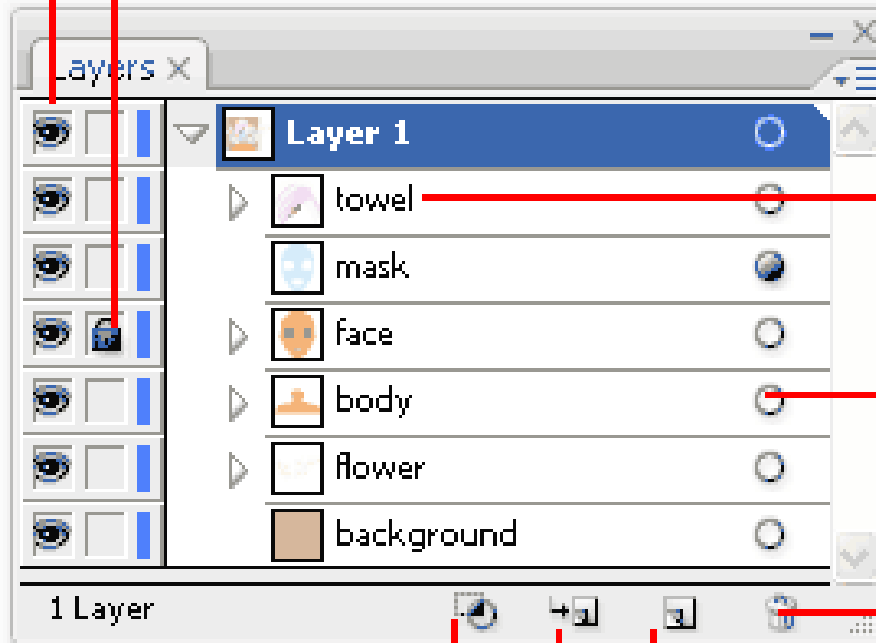 Layers
Layer 1
towel
mask
face
body
flower
background
1 Layer